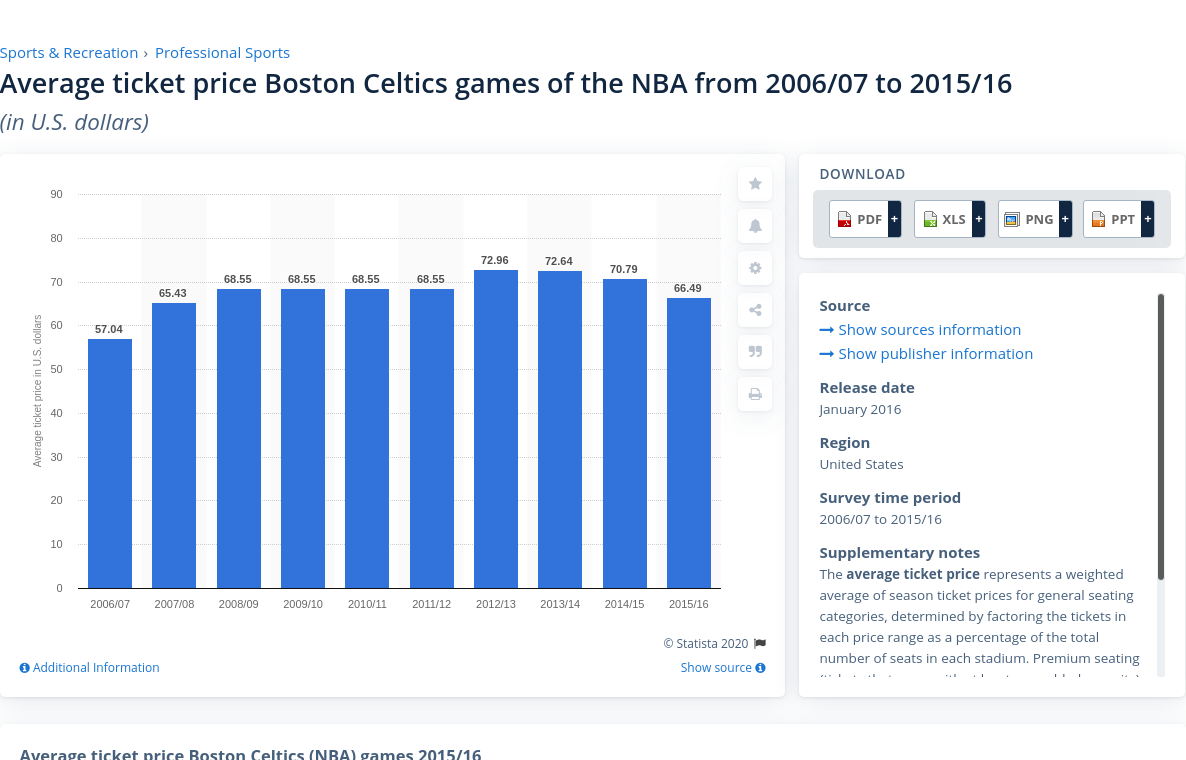 Sports & Recreation › Professional Sports
Average ticket price Boston Celtics games of the NBA from 2006/07 to 2015/16
(in U.S. dollars)
Average ticket price in U.S. dollars
90
80
70
60
50
40
30
20
10
0
57.04
65.43
68.55
68.55
68.55
68.55
72.96
72.64
70.79
66.49
2006/07
2007/08
2008/09
2009/10
2010/11
2011/12
2012/13
2013/14
2014/15
2015/16
© Statista 2020
Additional Information
Show source
DOWNLOAD
PDF +
XLS +
PNG +
PPT +
Source
Show sources information
Show publisher information
Release date
January 2016
Region
United States
Survey time period
2006/07 to 2015/16
Supplementary notes
The average ticket price represents a weighted
average of season ticket prices for general seating
categories, determined by factoring the tickets in
each price range as a percentage of the total
number of seats in each stadium. Premium seating
Average ticket price Boston Celtics (NBA) games 2015/16